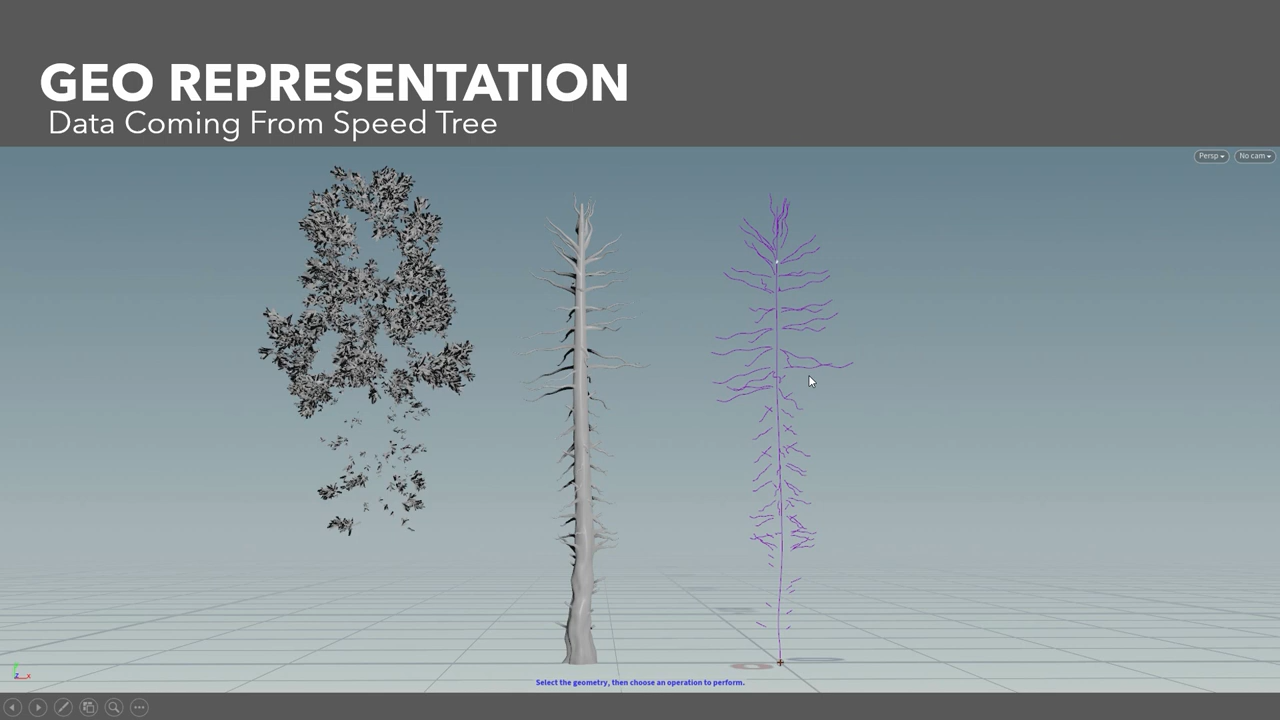 GEO REPRESENTATION
Data Coming From Speed Tree
Persp
No cam
Select the geometry, then choose an operation to perform.